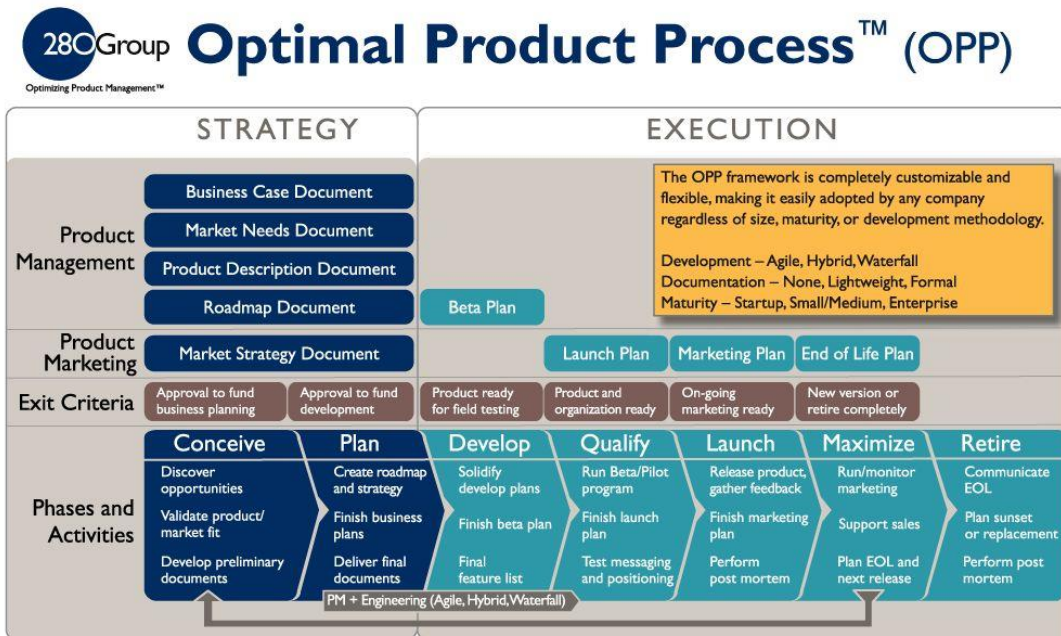 280Group
Optimizing Product Management™
Optimal Product Process™ (OPP)
STRATEGY
EXECUTION
Product
Management
Business Case Document
Market Needs Document
Product Description Document
Roadmap Document
Beta Plan
The OPP framework is completely customizable and
flexible, making it easily adopted by any company
regardless of size, maturity, or development methodology.
Development – Agile, Hybrid, Waterfall
Documentation – None, Lightweight, Formal
Maturity – Startup, Small/Medium, Enterprise
Product
Marketing
Market Strategy Document
Launch Plan
Marketing Plan
End of Life Plan
Exit Criteria
Approval to fund
business planning
Approval to fund
development
Product ready
for field testing
Product and
organization ready
On-going
marketing ready
New version or
retire completely
Phases and
Activities
Conceive
Discover
opportunities
Validate product/
market fit
Develop preliminary
documents
Plan
Create roadmap
and strategy
Finish business
plans
Deliver final
documents
Develop
Solidify
develop plans
Finish beta plan
Final
feature list
Qualify
Run Beta/Pilot
program
Finish launch
plan
Test messaging
and positioning
Launch
Release product,
gather feedback
Finish marketing
plan
Perform
post mortem
Maximize
Run/monitor
marketing
Support sales
Plan EOL and
next release
Retire
Communicate
EOL
Plan sunset
or replacement
Perform post
mortem
PM + Engineering (Agile, Hybrid, Waterfall)